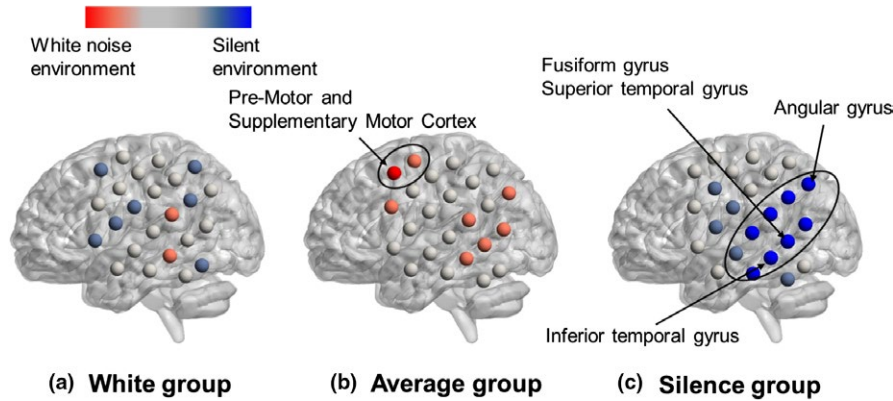 White noise
environment
Silent
environment
Pre-Motor and
Supplementary Motor Cortex
Fusiform gyrus
Superior temporal gyrus
Angular gyrus
Inferior temporal gyrus
(a) White group
(b) Average group
(c) Silence group